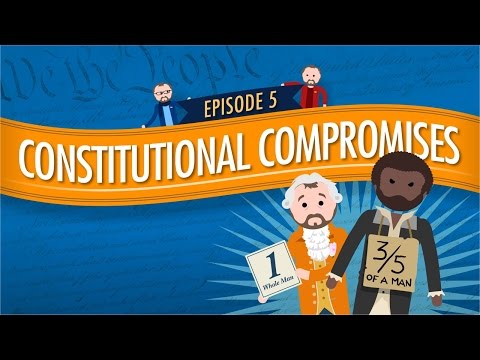 We the People
EPISODE 5
CONSTITUTIONAL COMPROMISES
1
Whole Man
3/5
OF A MAN